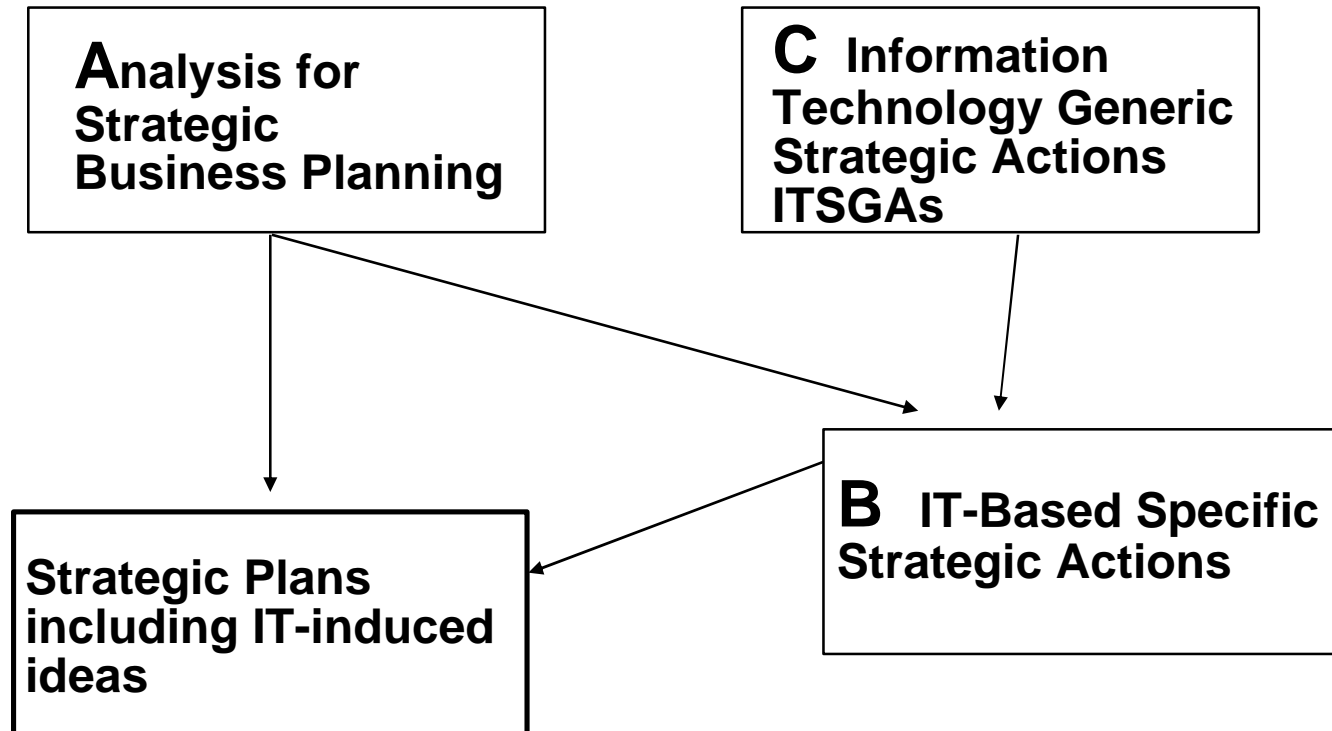 Analysis for
Strategic
Business Planning
C Information
Technology Generic
Strategic Actions
ITSGAs
Strategic Plans
including IT-induced
ideas
B IT-Based Specific
Strategic Actions